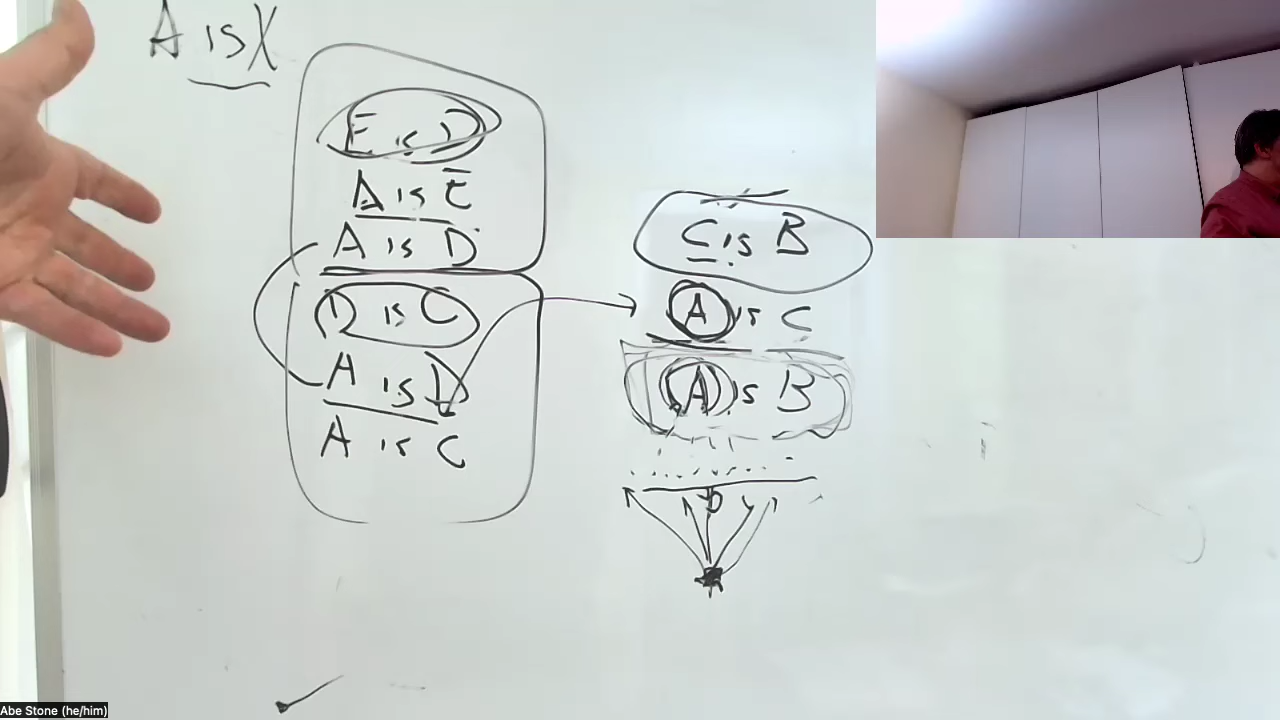 A is X
E is D
A is E
A is D
D is C
A is D
A is C
C is B
A is C
A is B
Abe Stone (he/him)